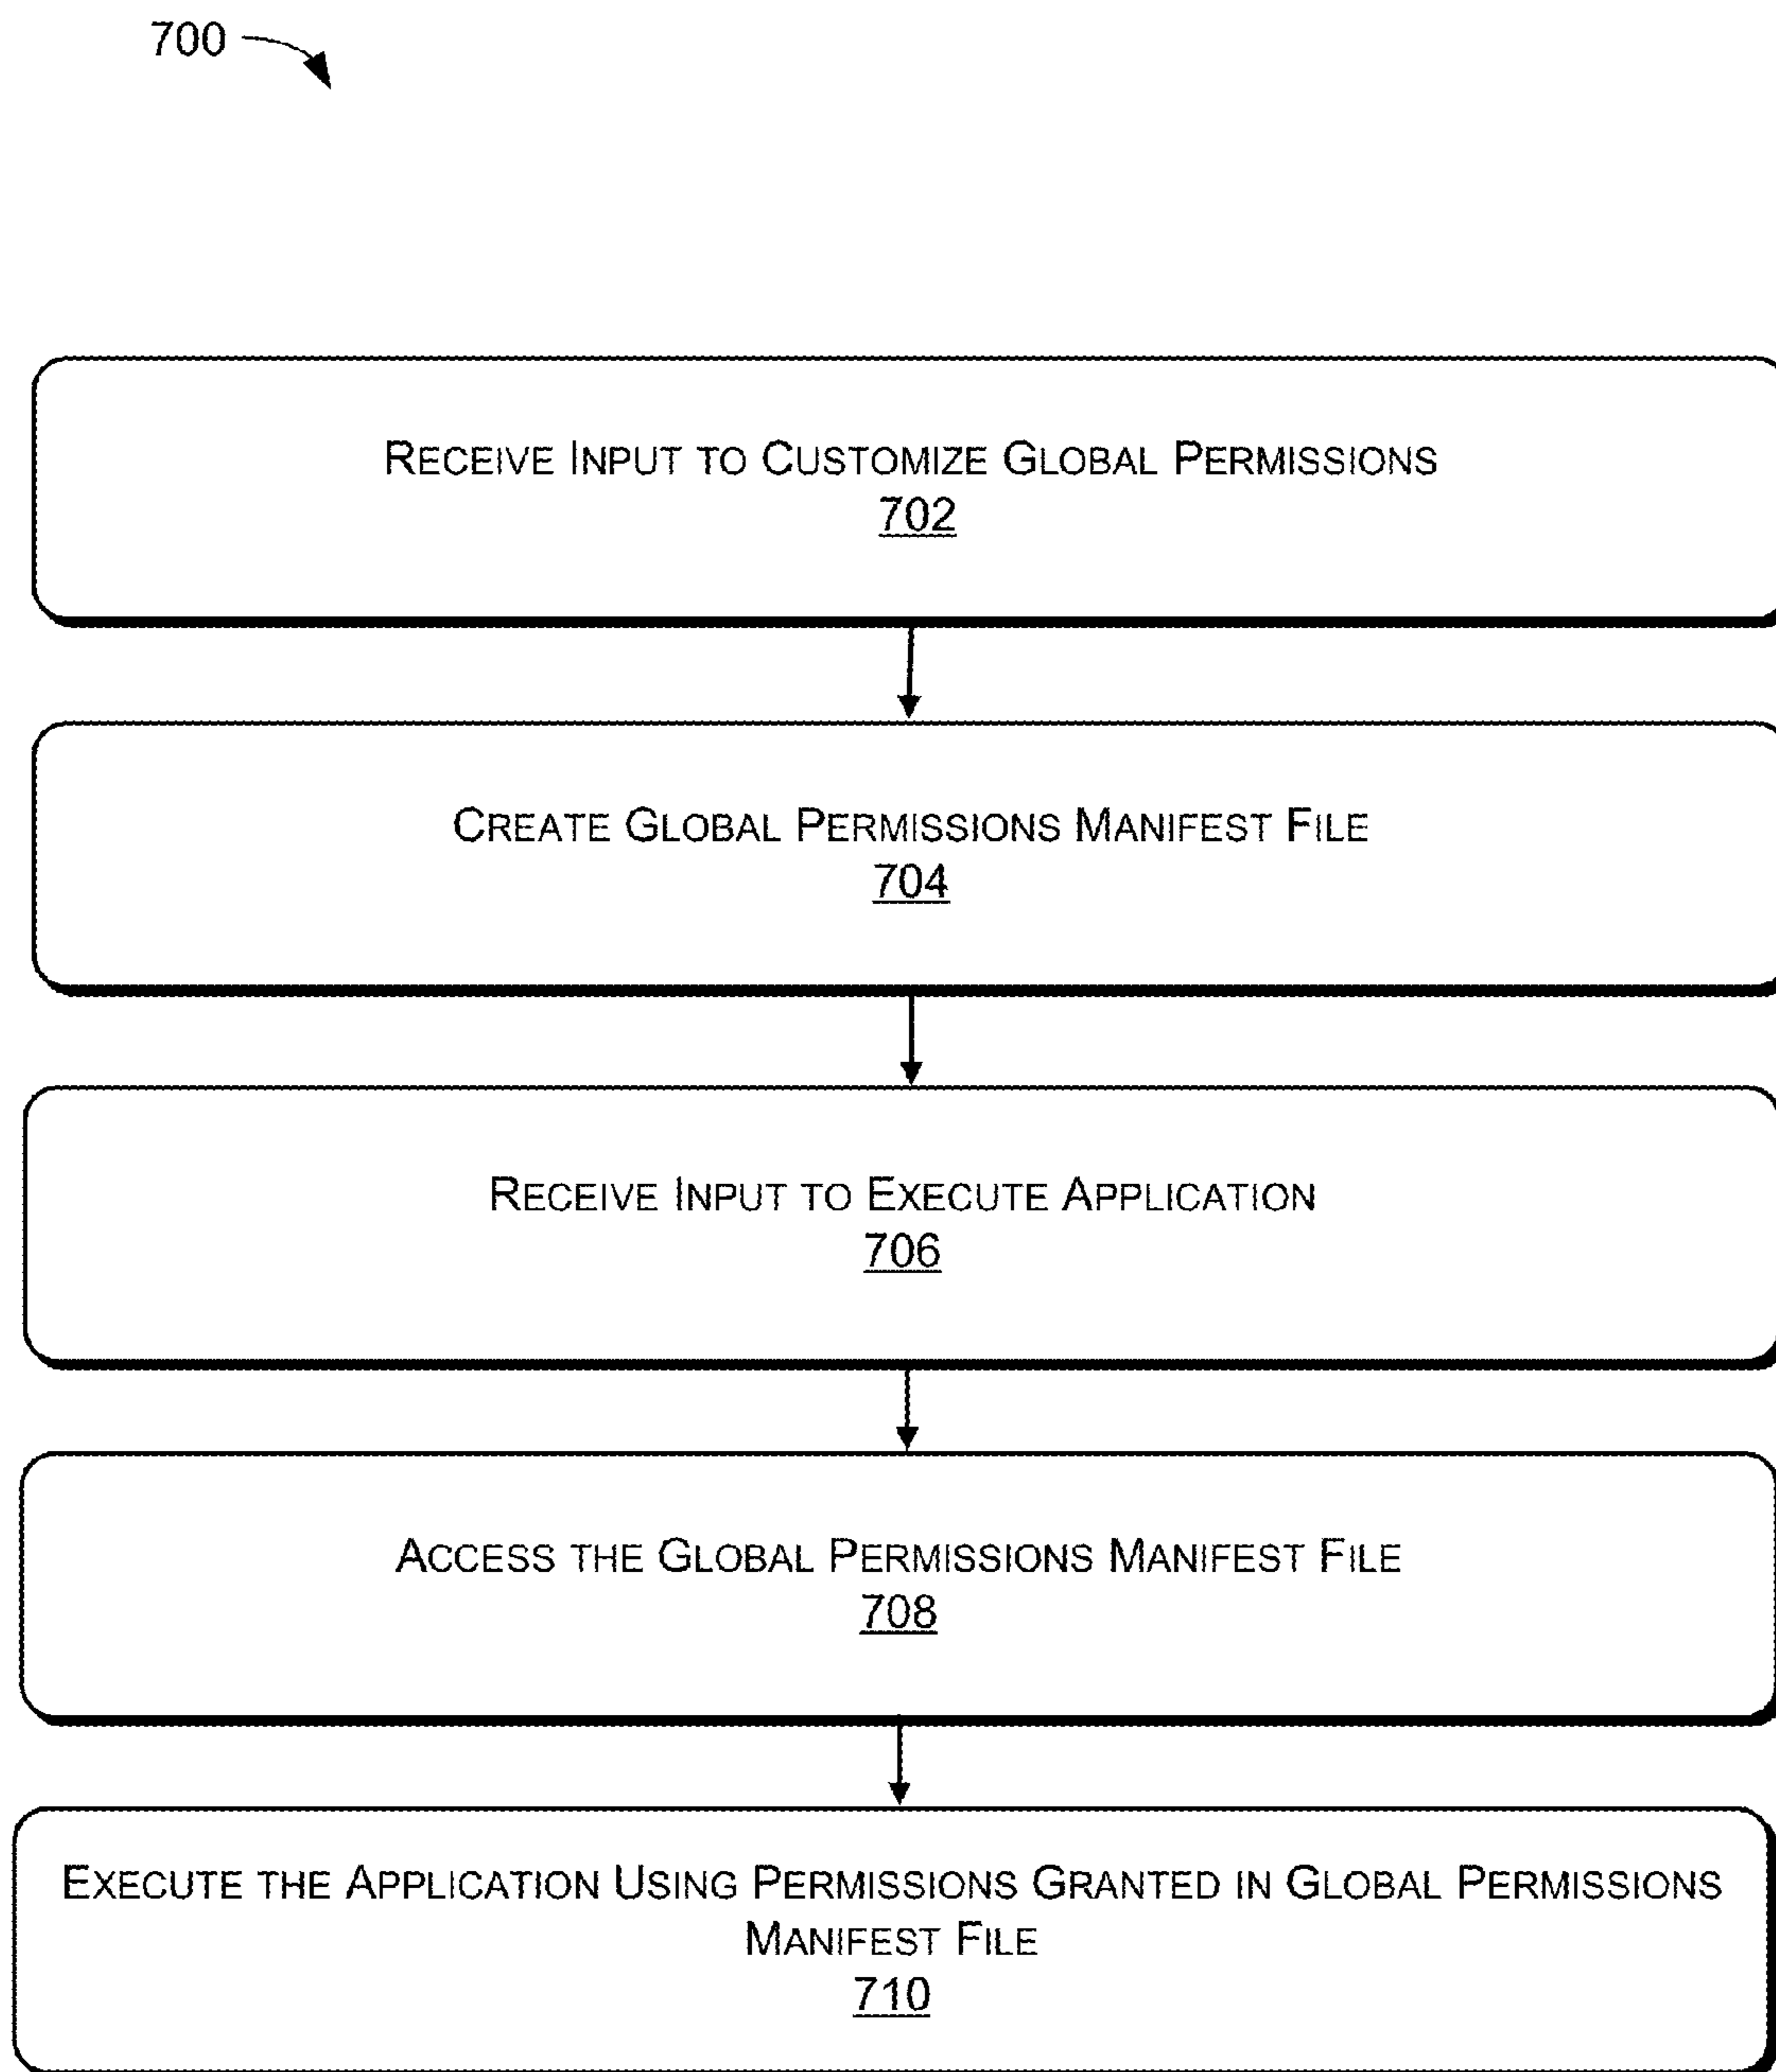 700
RECEIVE INPUT TO CUSTOMIZE GLOBAL PERMISSIONS
702
CREATE GLOBAL PERMISSIONS MANIFEST FILE
704
RECEIVE INPUT TO EXECUTE APPLICATION
706
ACCESS THE GLOBAL PERMISSIONS MANIFEST FILE
708
EXECUTE THE APPLICATION USING PERMISSIONS GRANTED IN GLOBAL PERMISSIONS
MANIFEST FILE
710